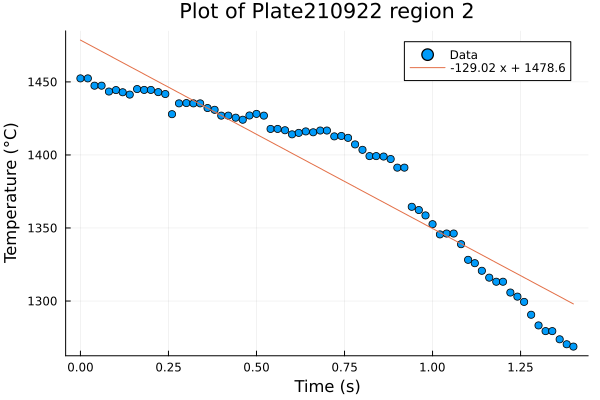 Plot of Plate210922 region 2
Data
-129.02 x + 1478.6
Temperature (°C)
1450
1400
1350
1300
0.00 0.25 0.50 0.75 1.00 1.25
Time (s)